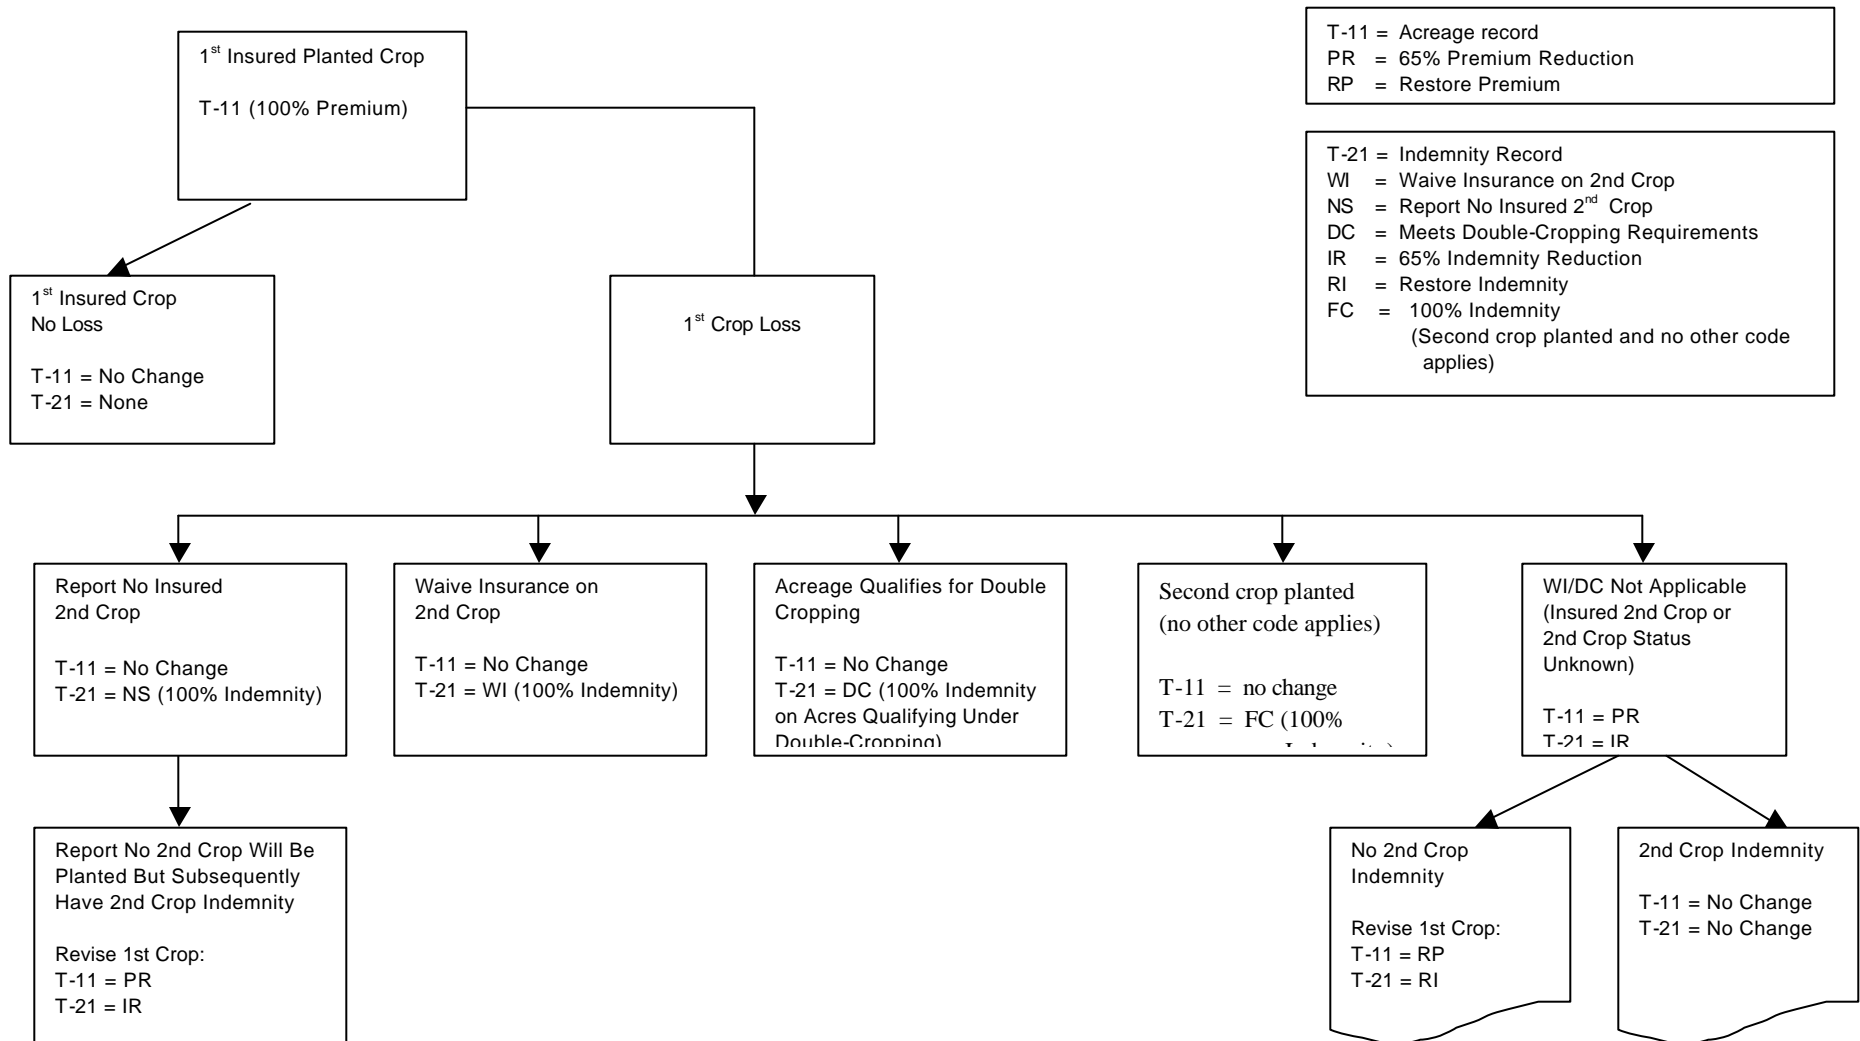 1st Insured Planted Crop
T-11 (100% Premium)
T-11 = Acreage record
PR = 65% Premium Reduction
RP = Restore Premium
T-21 = Indemnity Record
WI = Waive Insurance on 2nd Crop
NS = Report No Insured 2nd Crop
DC = Meets Double-Cropping Requirements
IR = 65% Indemnity Reduction
RI = Restore Indemnity
FC = 100% Indemnity
(Second crop planted and no other code
applies)
1st Insured Crop
No Loss
T-11 = No Change
T-21 = None
1st Crop Loss
Report No Insured
2nd Crop
T-11 = No Change
T-21 = NS (100% Indemnity)
Waive Insurance on
2nd Crop
T-11 = No Change
T-21 = WI (100% Indemnity)
Acreage Qualifies for Double
Cropping
T-11 = No Change
T-21 = DC (100% Indemnity
on Acres Qualifying Under
Double-Cropping)
Second crop planted
(no other code applies)
T-11 = no change
T-21 = FC (100%
WI/DC Not Applicable
(Insured 2nd Crop or
2nd Crop Status
Unknown)
T-11 = PR
T-21 = IR
Report No 2nd Crop Will Be
Planted But Subsequently
Have 2nd Crop Indemnity
Revise 1st Crop:
T-11 = PR
T-21 = IR
No 2nd Crop
Indemnity
Revise 1st Crop:
T-11 = RP
T-21 = RI
2nd Crop Indemnity
T-11 = No Change
T-21 = No Change